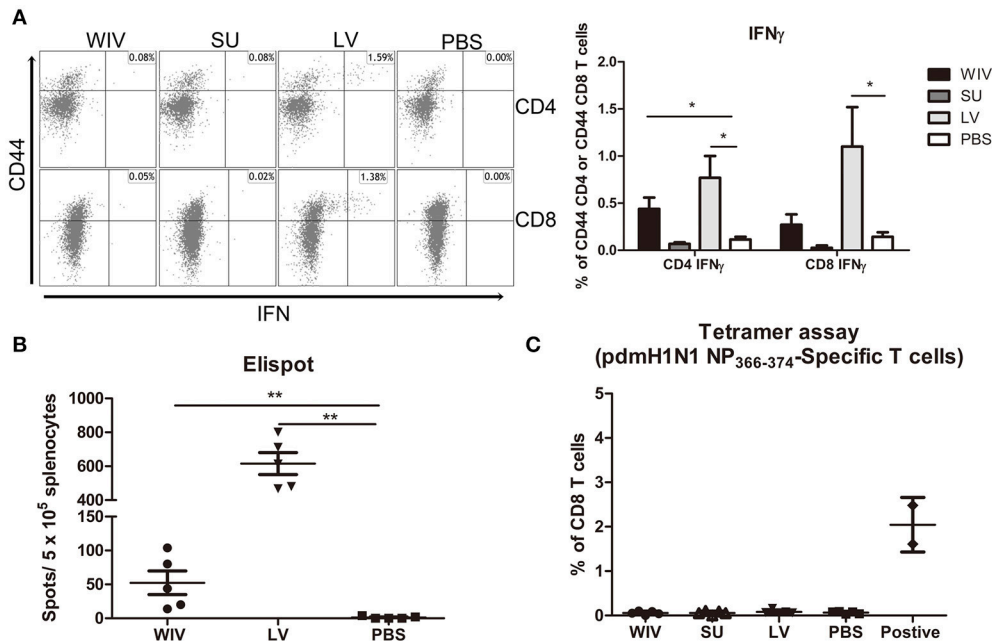 A
WIV SU LV PBS
0.08% 0.08% 1.59% 0.00%
CD4
0.05% 0.02% 1.38% 0.00%
CD8
CD44
IFN
IFNγ
% of CD44 CD4 or CD44 CD8 T cells
2.0
1.5
1.0
0.5
0.0
* * *
CD4 IFNγ CD8 IFNγ
WIV
SU
LV
PBS
B
Elispot
Spots/ 5 x 10⁵ splenocytes
1000
800
600
400
150
100
50
0
**
**
WIV LV PBS
C
Tetramer assay
(pdmH1N1 NP₃₆₆₋₃₇₄-Specific T cells)
% of CD8 T cells
5
4
3
2
1
0
WIV SU LV PBS Postive